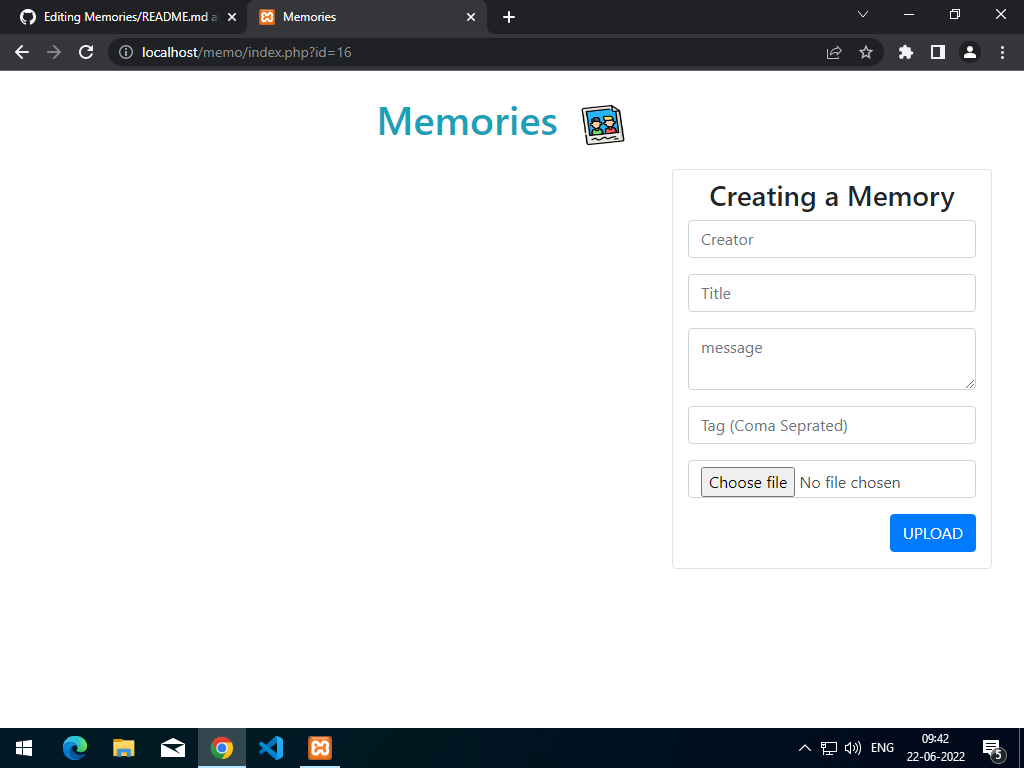 Editing Memories/README.md a
Memories
localhost/memo/index.php?id=16
Memories
Creating a Memory
Creator
Title
message
Tag (Coma Seprated)
Choose file No file chosen
UPLOAD
ENG
09:42
22-06-2022
5